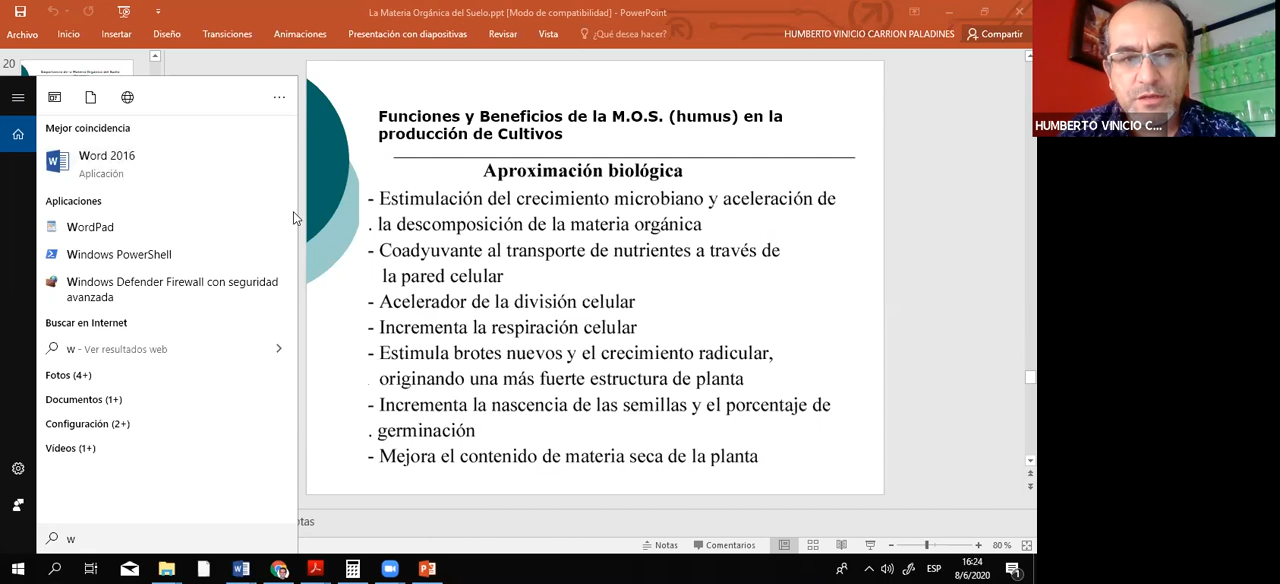 La Materia Orgánica del Suelo.ppt [Modo de compatibilidad] - PowerPoint
Archivo Inicio Insertar Diseño Transiciones Animaciones Presentación con diapositivas Revisar Vista ¿Qué desea hacer? HUMBERTO VINICIO CARRION PALADINES Compartir
20
Mejor coincidencia
Word 2016
Aplicación
Aplicaciones
WordPad
Windows PowerShell
Windows Defender Firewall con seguridad
avanzada
Buscar en Internet
w - Ver resultados web
Fotos (4+)
Documentos (1+)
Configuración (2+)
Vídeos (1+)
w
Funciones y Beneficios de la M.O.S. (humus) en la
producción de Cultivos
Aproximación biológica
- Estimulación del crecimiento microbiano y aceleración de
. la descomposición de la materia orgánica
- Coadyuvante al transporte de nutrientes a través de
la pared celular
- Acelerador de la división celular
- Incrementa la respiración celular
- Estimula brotes nuevos y el crecimiento radicular,
. originando una más fuerte estructura de planta
- Incrementa la nascencia de las semillas y el porcentaje de
. germinación
- Mejora el contenido de materia seca de la planta
HUMBERTO VINICIO C...
otas
Notas Comentarios 80 %
ESP
16:24
8/6/2020
1